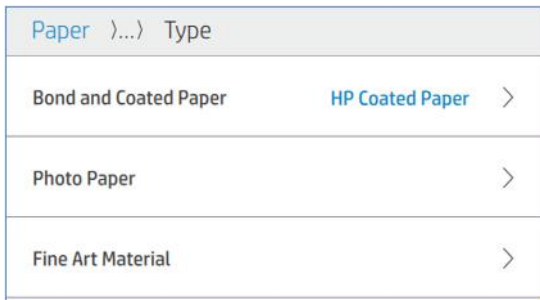 Paper 〉...〉 Type
Bond and Coated Paper HP Coated Paper 〉
Photo Paper 〉
Fine Art Material 〉